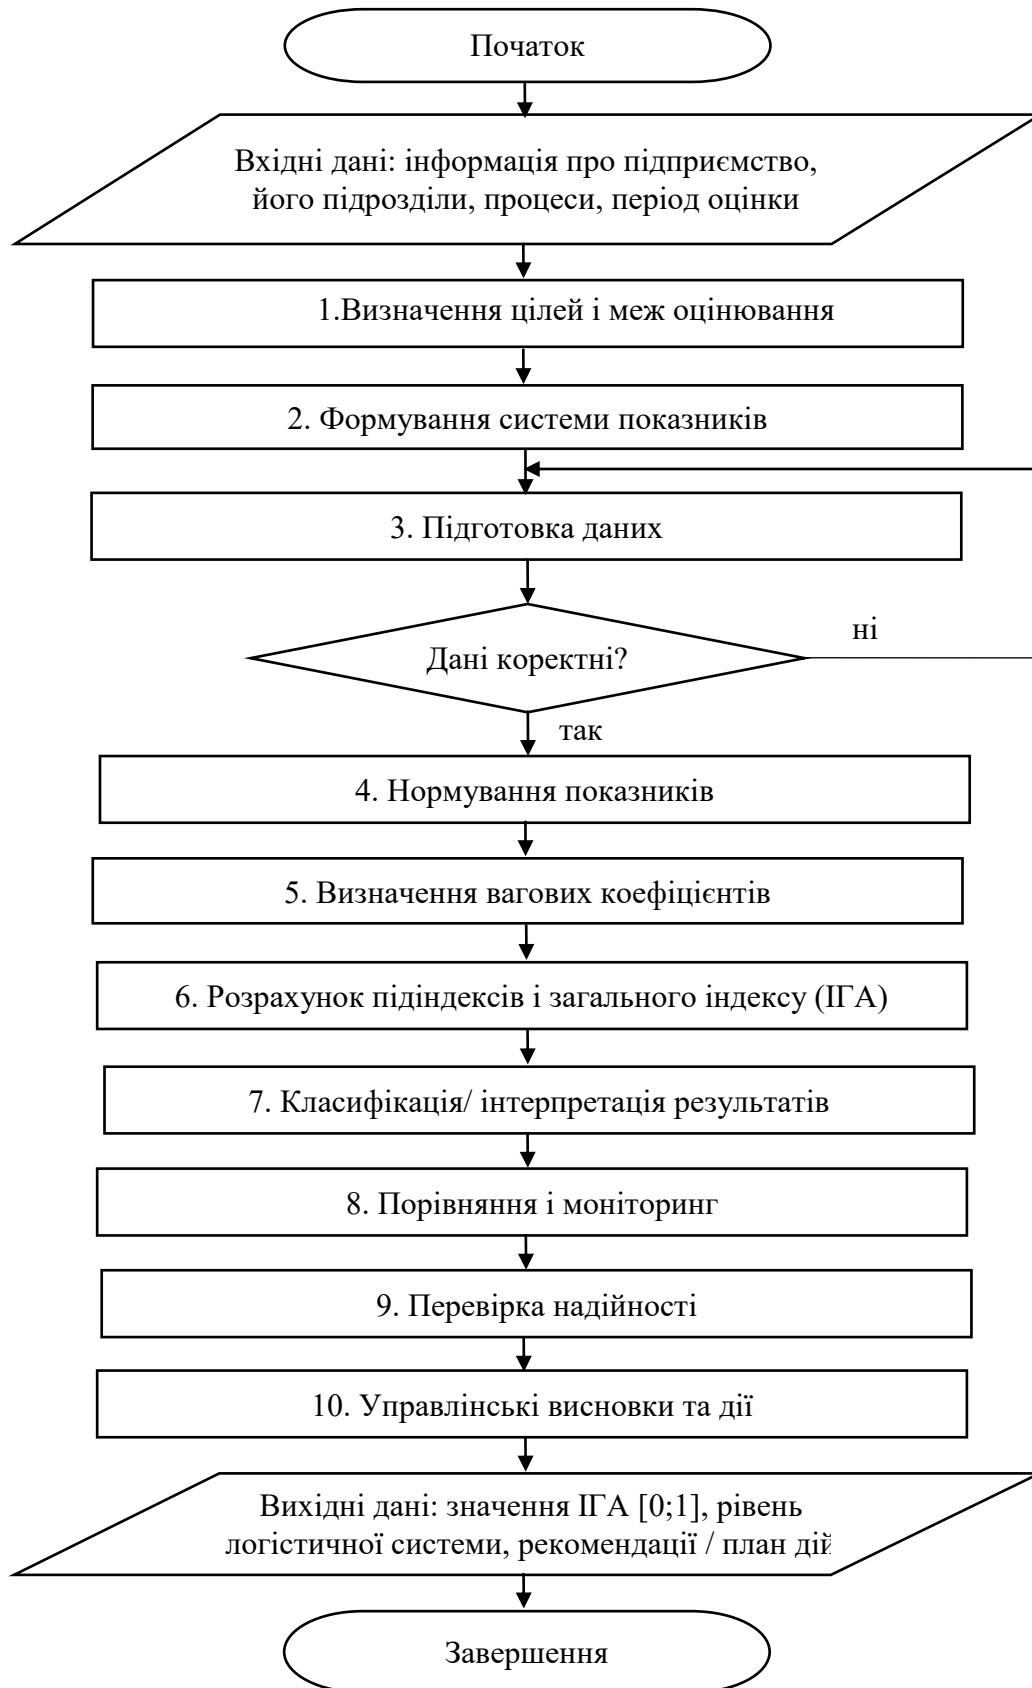 Початок
Вхідні дані: інформація про підприємство,
його підрозділи, процеси, період оцінки
1.Визначення цілей і меж оцінювання
2. Формування системи показників
3. Підготовка даних
ні
Дані коректні?
так
4. Нормування показників
5. Визначення вагових коефіцієнтів
6. Розрахунок підіндексів і загального індексу (ІГА)
7. Класифікація/ інтерпретація результатів
8. Порівняння і моніторинг
9. Перевірка надійності
10. Управлінські висновки та дії
Вихідні дані: значення ІГА [0;1], рівень
логістичної системи, рекомендації / план дій
Завершення